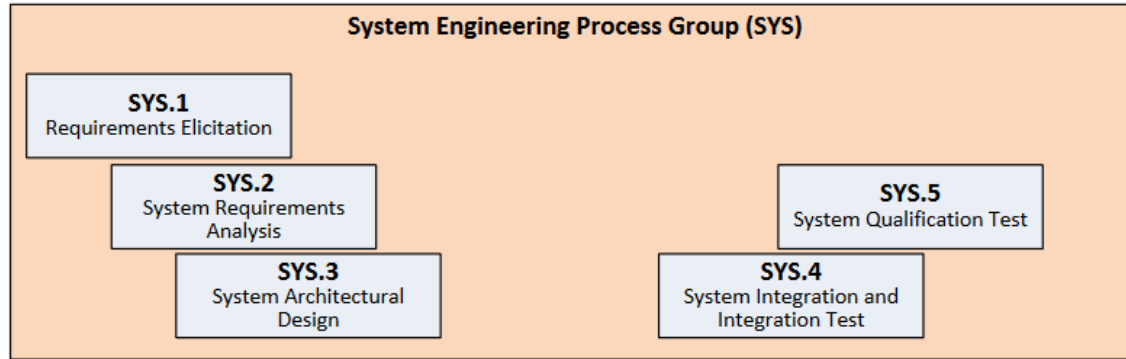 System Engineering Process Group (SYS)
SYS.1
Requirements Elicitation
SYS.2
System Requirements
Analysis
SYS.3
System Architectural
Design
SYS.5
System Qualification Test
SYS.4
System Integration and
Integration Test